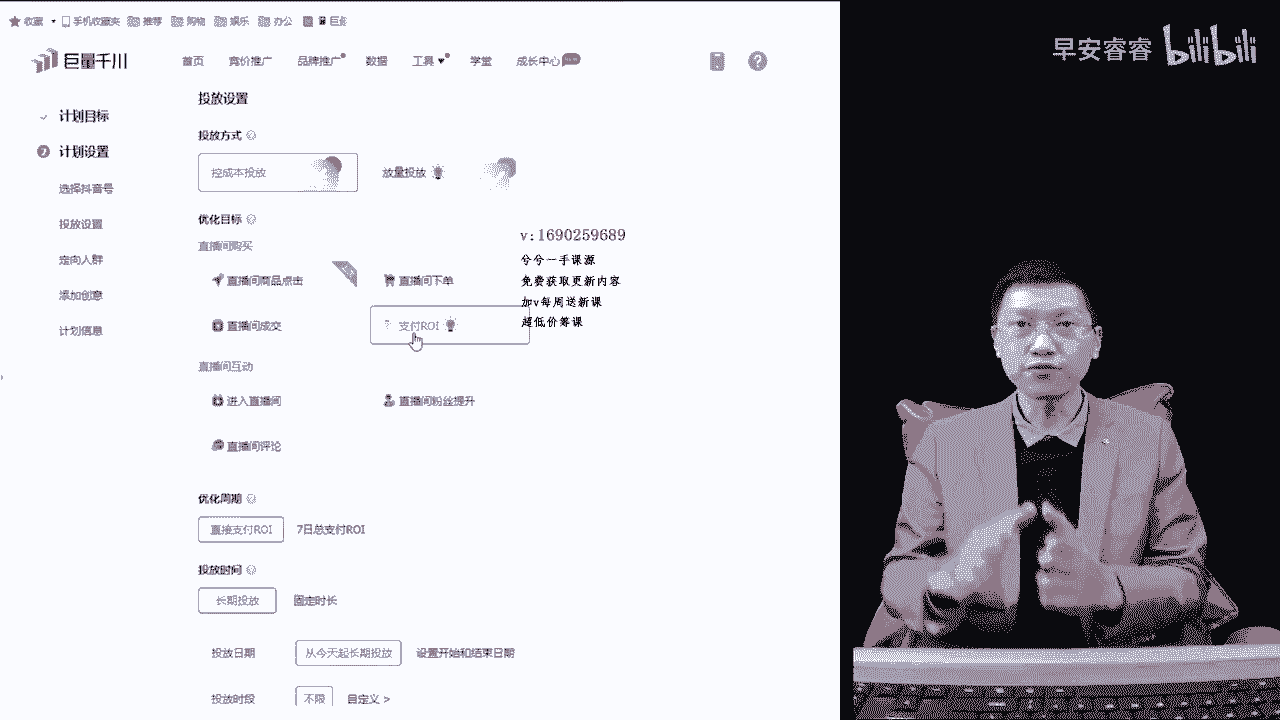 收藏 手机收藏夹 推荐 购物 娱乐 办公
巨量千川 首页 竞价推广 品牌推广 数据 工具 学堂 成长中心
早安睿睿 bilibili
投放设置
计划目标
计划设置
选择抖音号
投放设置
定向人群
添加创意
计划信息
投放方式
控成本投放 放量投放
优化目标
直播间购买
直播间商品点击 直播间下单
直播间成交 支付ROI
直播间互动
进入直播间 直播间粉丝提升
直播间评论
优化周期
直接支付ROI 7日总支付ROI
投放时间
长期投放 固定时长
投放日期 从今天起长期投放 设置开始和结束日期
投放时段 不限 自定义 >
v:1690259689
兮兮一手课源
免费获取更新内容
加v每周送新课
超低价筹课